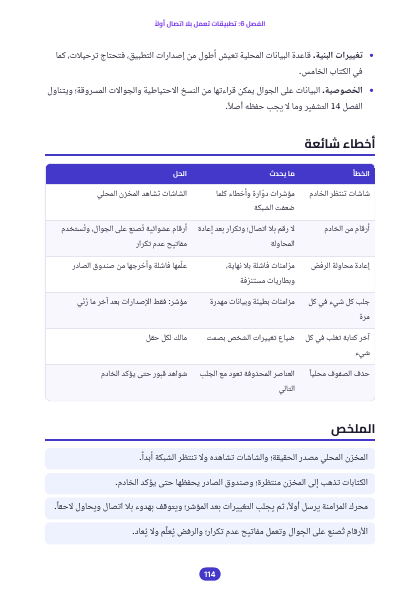 الفصل 6: تطبيقات تعمل بلا اتصال أولاً
• تغييرات البنية. قاعدة البيانات المحلية تعيش أطول من إصدارات التطبيق، فتحتاج ترحيلات، كما
في الكتاب الخامس.
• الخصوصية. البيانات على الجوال يمكن قراءتها من النسخ الاحتياطية والجوالات المسروقة؛ ويتناول
الفصل 14 التشفير وما لا يجب حفظه أصلاً.
أخطاء شائعة
الخطأ ما يحدث الحل
شاشات تنتظر الخادم مؤشرات دوّارة وأخطاء كلما الشاشات تشاهد المخزن المحلي
ضعفت الشبكة
أرقام من الخادم لا رقم بلا اتصال؛ وتكرار بعد إعادة أرقام عشوائية تُصنع على الجوال، وتُستخدم
المحاولة مفاتيح عدم تكرار
إعادة محاولة الرفض مزامنات فاشلة بلا نهاية، علّمها فاشلة وأخرجها من صندوق الصادر
وبطاريات مستنزفة
جلب كل شيء في كل مزامنات بطيئة وبيانات مهدرة مؤشر: فقط الإصدارات بعد آخر ما رُئي
مرة
آخر كتابة تغلب في كل ضياع تغييرات الشخص بصمت مالك لكل حقل
شيء
حذف الصفوف محلياً العناصر المحذوفة تعود مع الجلب شواهد قبور حتى يؤكد الخادم
التالي
الملخص
المخزن المحلي مصدر الحقيقة؛ والشاشات تشاهده ولا تنتظر الشبكة أبداً.
الكتابات تذهب إلى المخزن منتظرة؛ وصندوق الصادر يحفظها حتى يؤكد الخادم.
محرك المزامنة يرسل أولاً، ثم يجلب التغييرات بعد المؤشر؛ ويتوقف بهدوء بلا اتصال ويحاول لاحقاً.
الأرقام تُصنع على الجوال وتعمل مفاتيح عدم تكرار؛ والرفض يُعلَّم ولا يُعاد.
114